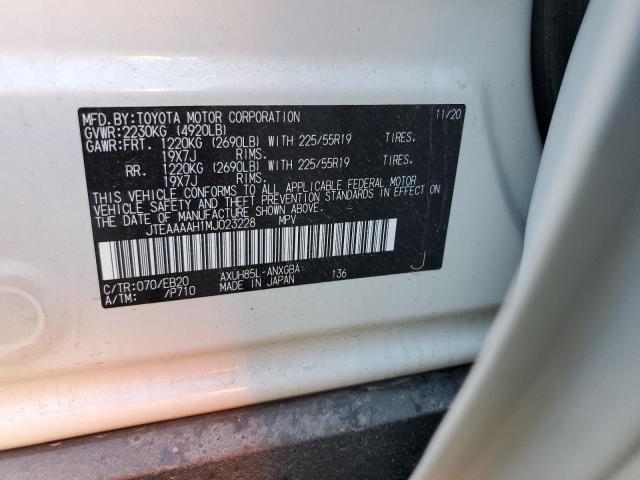 MFD.BY:TOYOTA MOTOR CORPORATION 11/20
GVWR:2230KG (4920LB)
GAWR:FRT. 1220KG (2690LB) WITH 225/55R19 TIRES.
19X7J RIMS.
RR. 1220KG (2690LB) WITH 225/55R19 TIRES.
19X7J RIMS.
THIS VEHICLE CONFORMS TO ALL APPLICABLE FEDERAL MOTOR
VEHICLE SAFETY AND THEFT PREVENTION STANDARDS IN EFFECT
ON THE DATE OF MANUFACTURE SHOWN ABOVE.
JTEAAAAH1MJ023228 MPV
C/TR:070/EB20 AXUH85L-ANXGBA 136 J
A/TM: /P710 MADE IN JAPAN